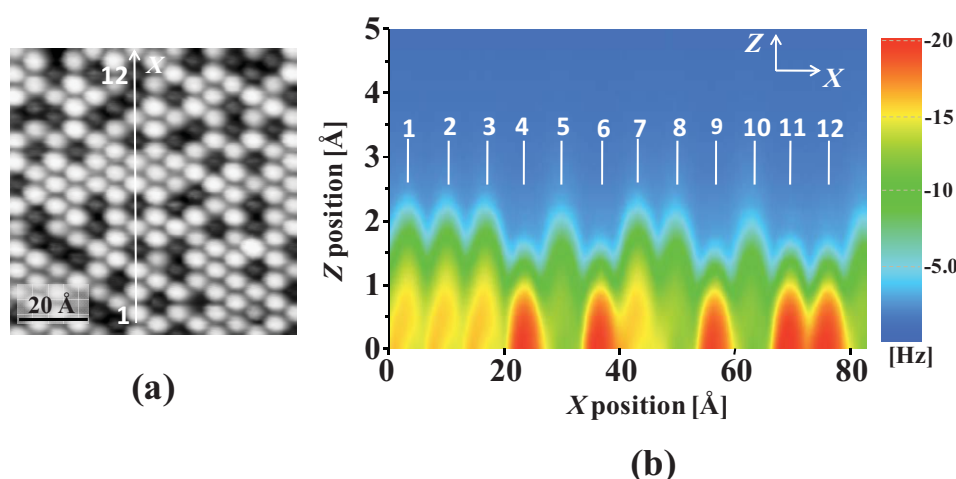 12 X
1
20 Å
(a)
5
4
3
2
1
0
Z position [Å]
Z
X
1 2 3 4 5 6 7 8 9 10 11 12
0 20 40 60 80
X position [Å]
-20
-15
-10
-5.0
[Hz]
(b)